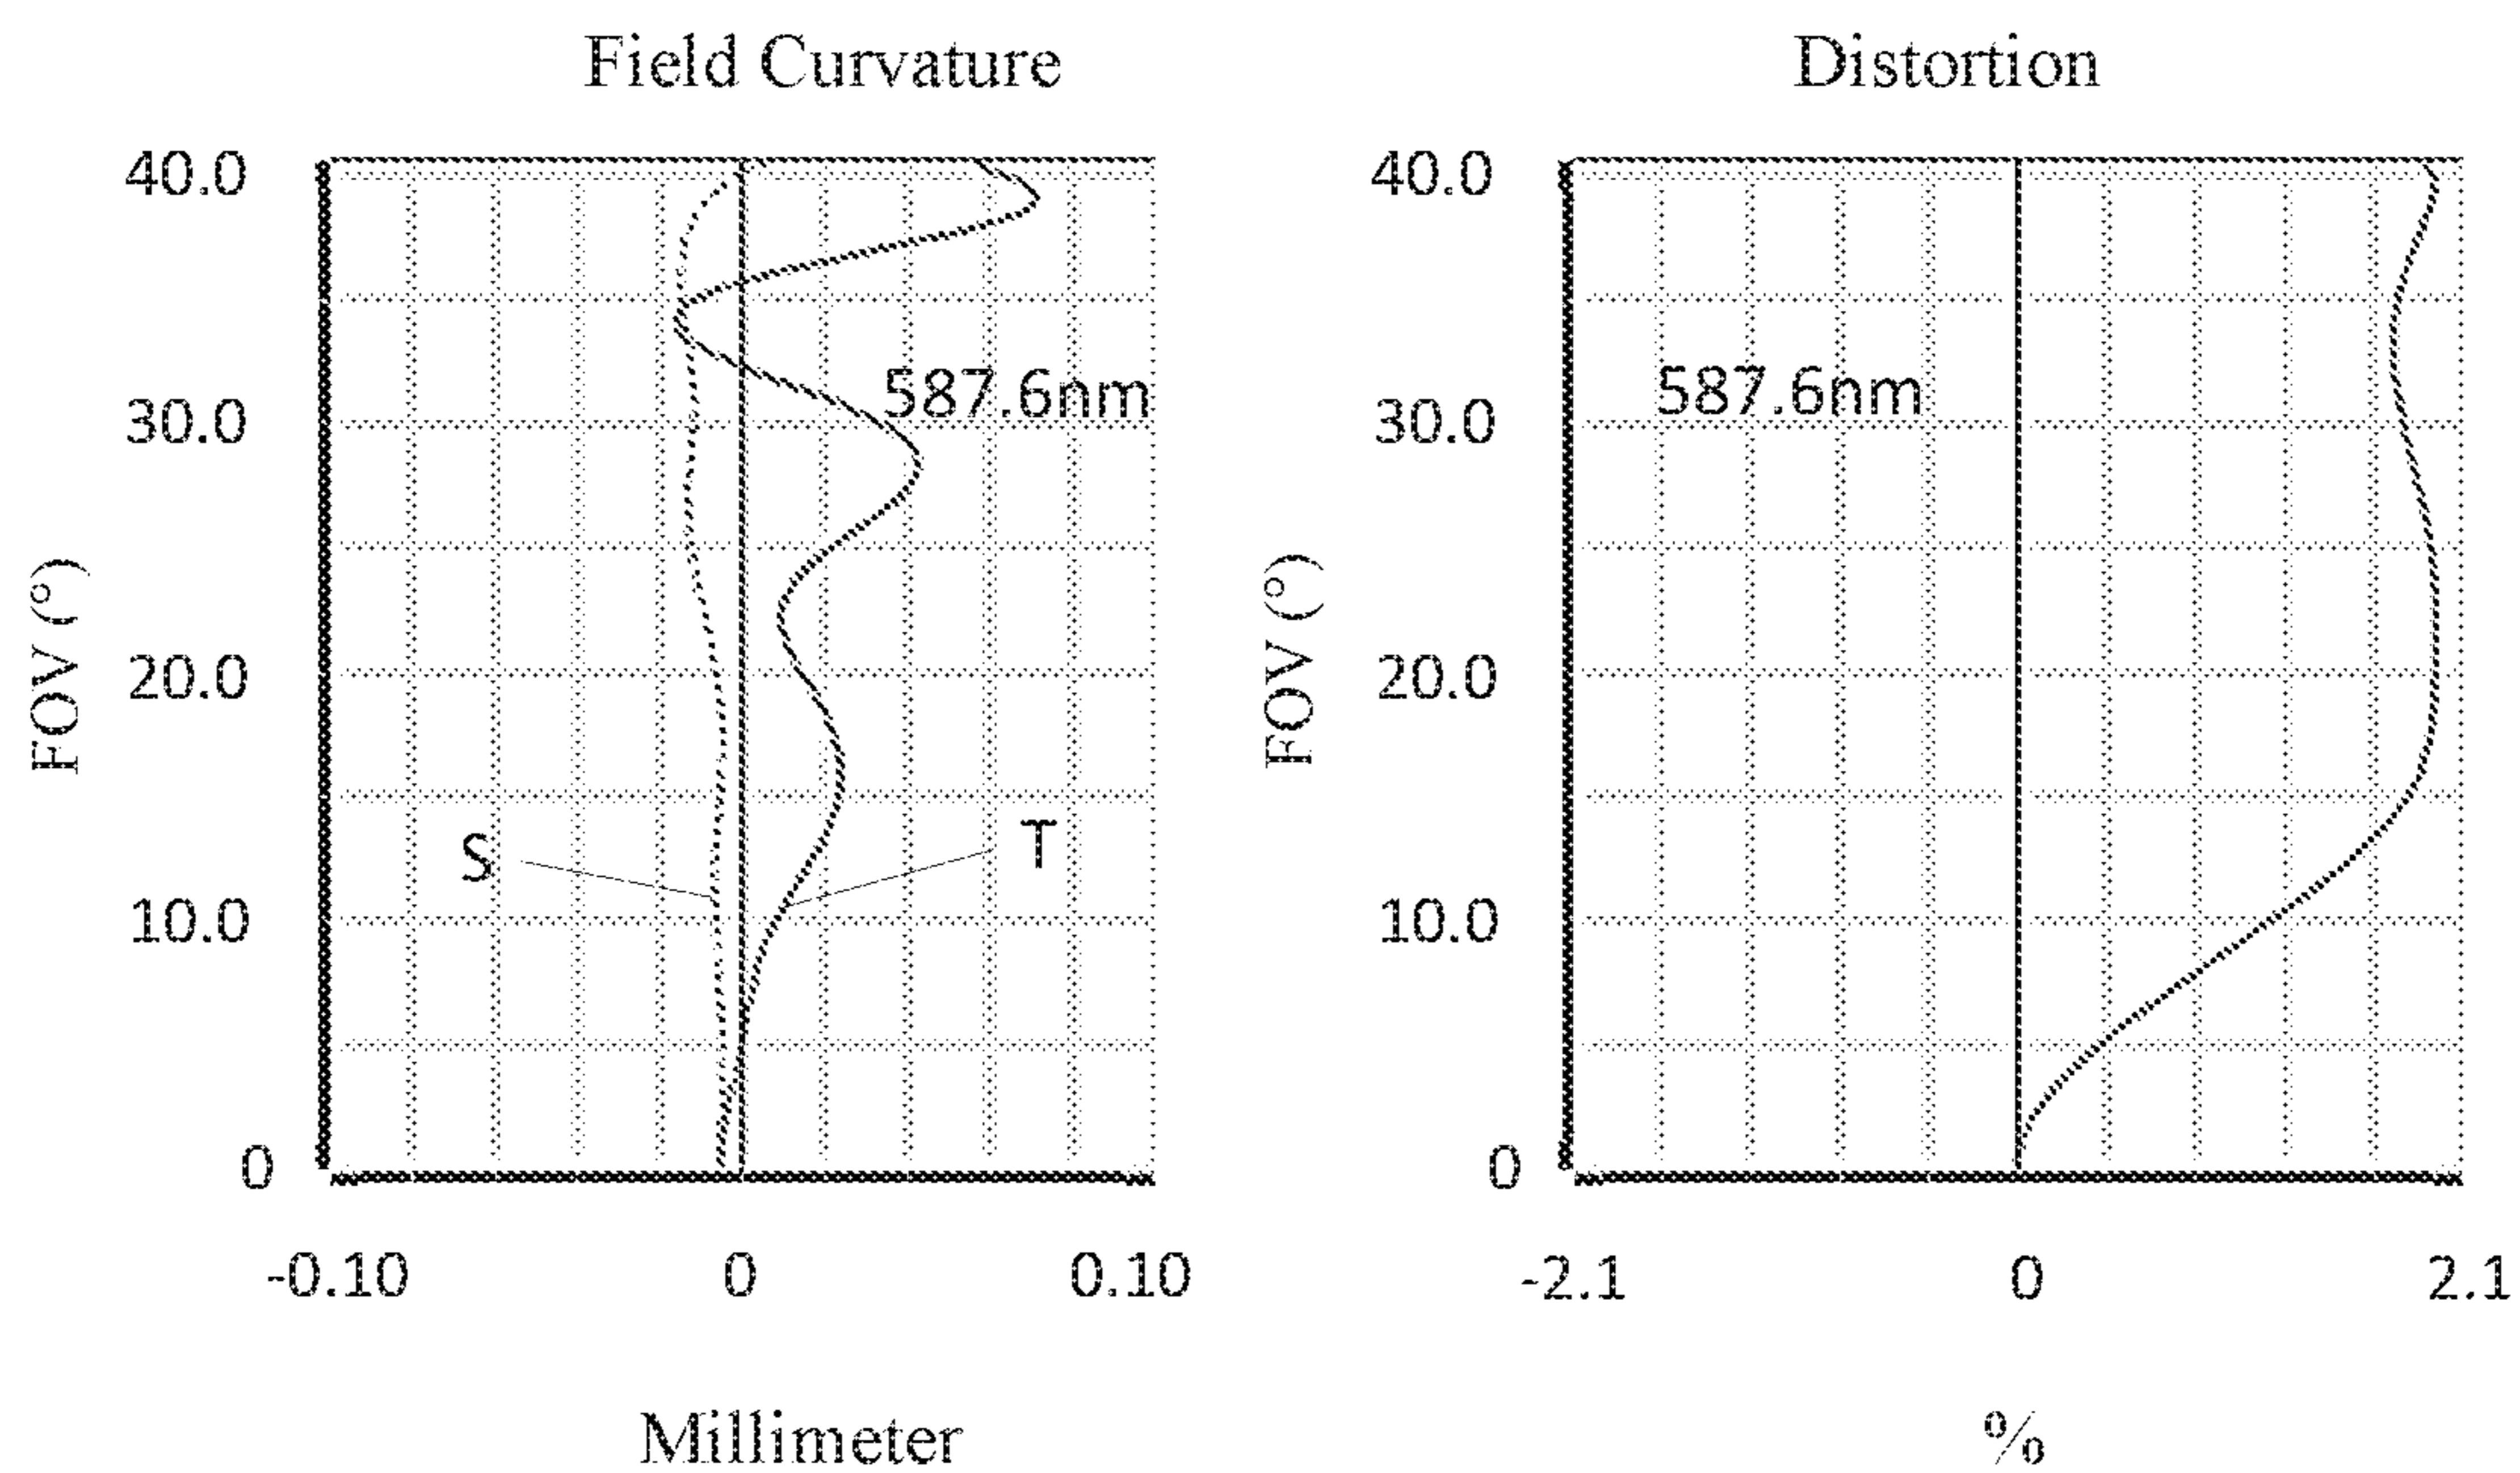 Field Curvature
40.0
30.0
20.0
10.0
0
FOV (°)
587.6nm
S
T
-0.10 0 0.10
Millimeter
Distortion
40.0
30.0
20.0
10.0
0
FOV (°)
587.6nm
-2.1 0 2.1
%